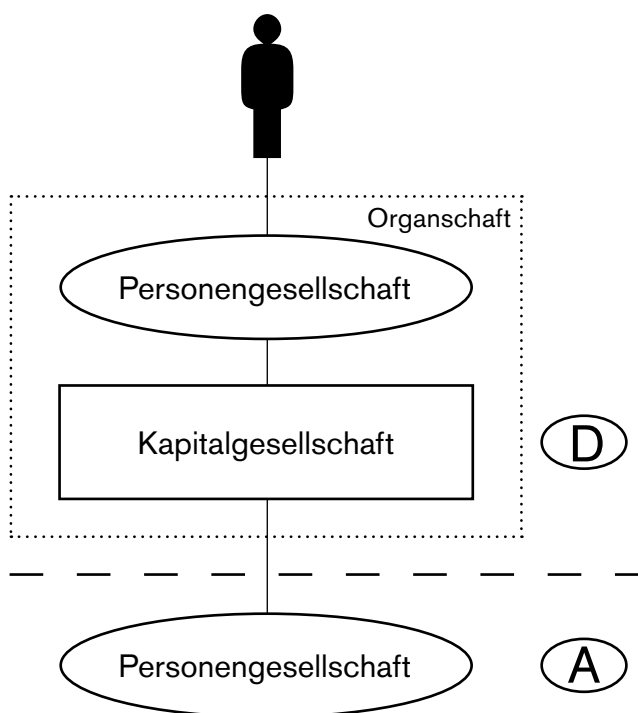 Organschaft
Personengesellschaft
Kapitalgesellschaft
D
Personengesellschaft
A